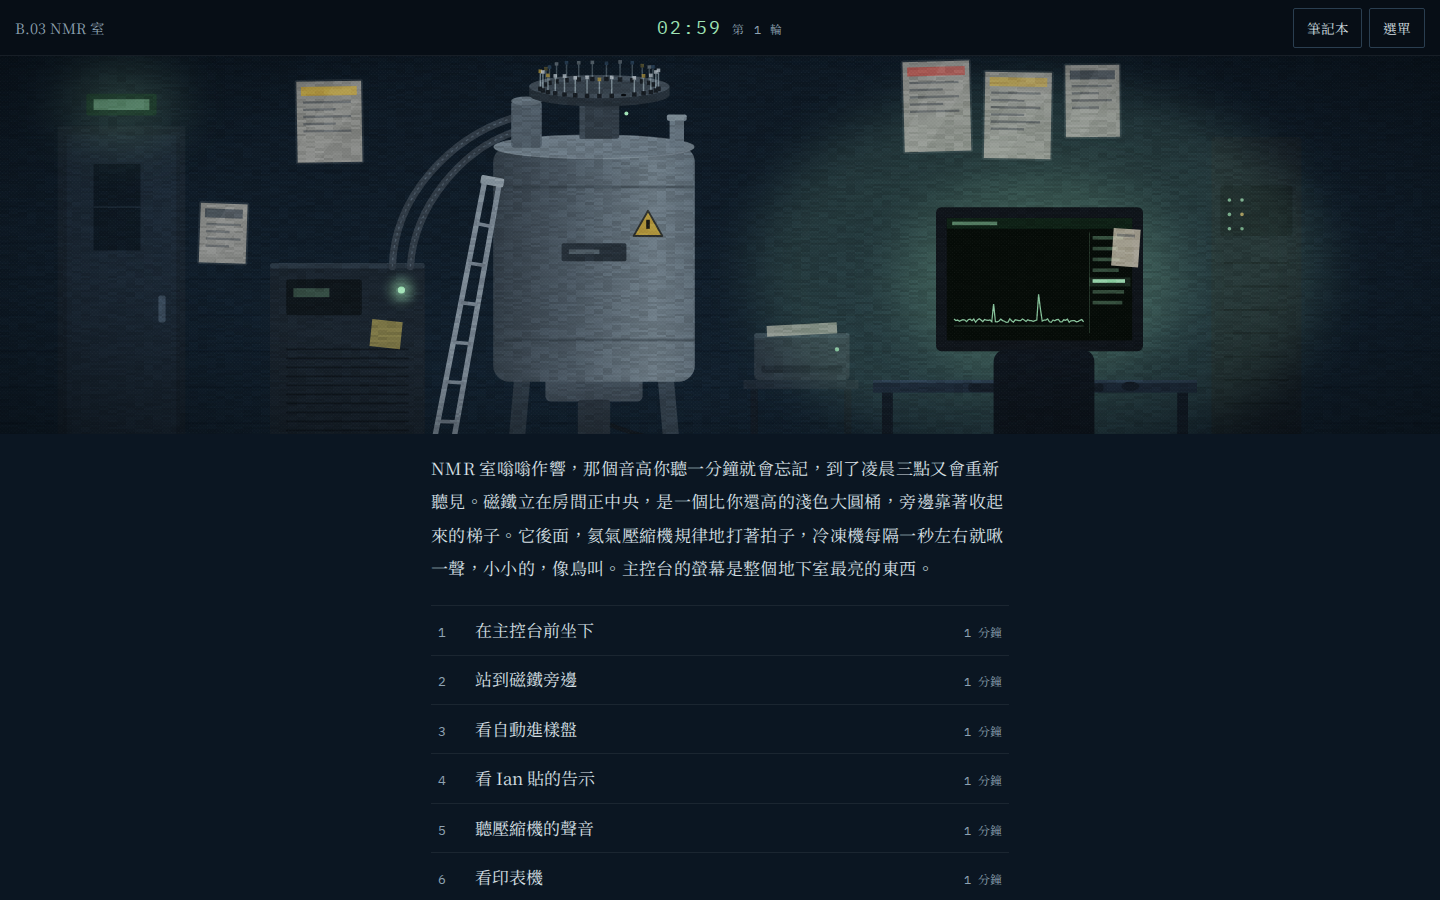 B.03 NMR 室
02:59 第 1 輪
筆記本
選單
NMR 室嗡嗡作響，那個音高你聽一分鐘就會忘記，到了凌晨三點又會重新
聽見。磁鐵立在房間正中央，是一個比你還高的淺色大圓桶，旁邊靠著收起
來的梯子。它後面，氦氣壓縮機規律地打著拍子，冷凍機每隔一秒左右就啾
一聲，小小的，像鳥叫。主控台的螢幕是整個地下室最亮的東西。
1 在主控台前坐下 1 分鐘
2 站到磁鐵旁邊 1 分鐘
3 看自動進樣盤 1 分鐘
4 看 Ian 貼的告示 1 分鐘
5 聽壓縮機的聲音 1 分鐘
6 看印表機 1 分鐘